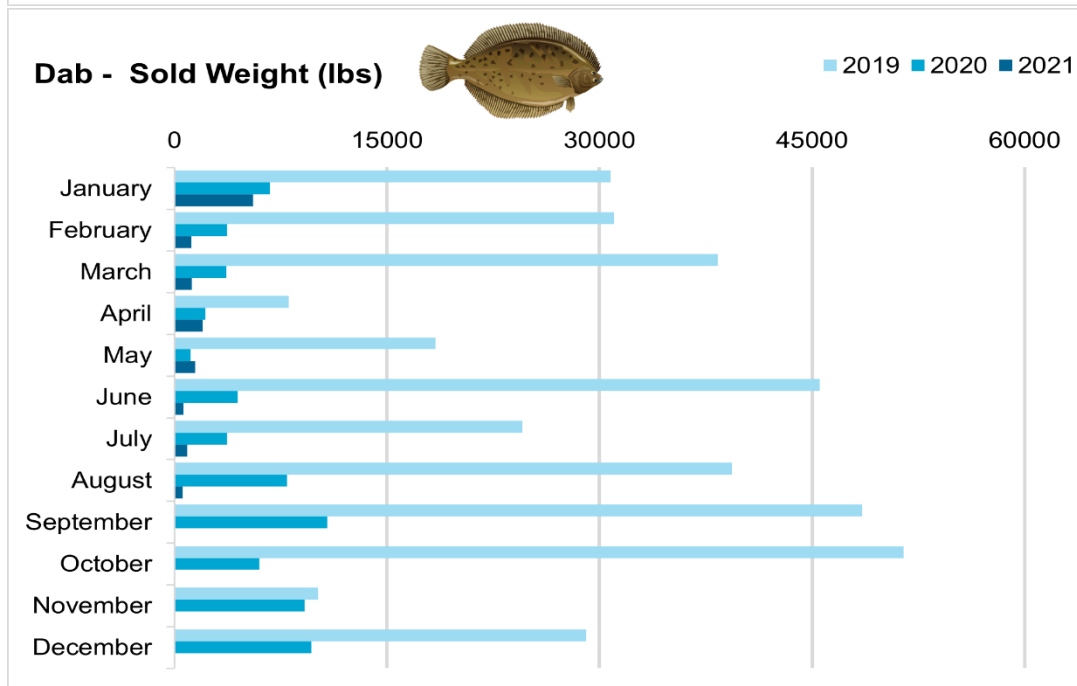 Dab -  Sold Weight (lbs)
2019 2020 2021
0 15000 30000 45000 60000
January
February
March
April
May
June
July
August
September
October
November
December